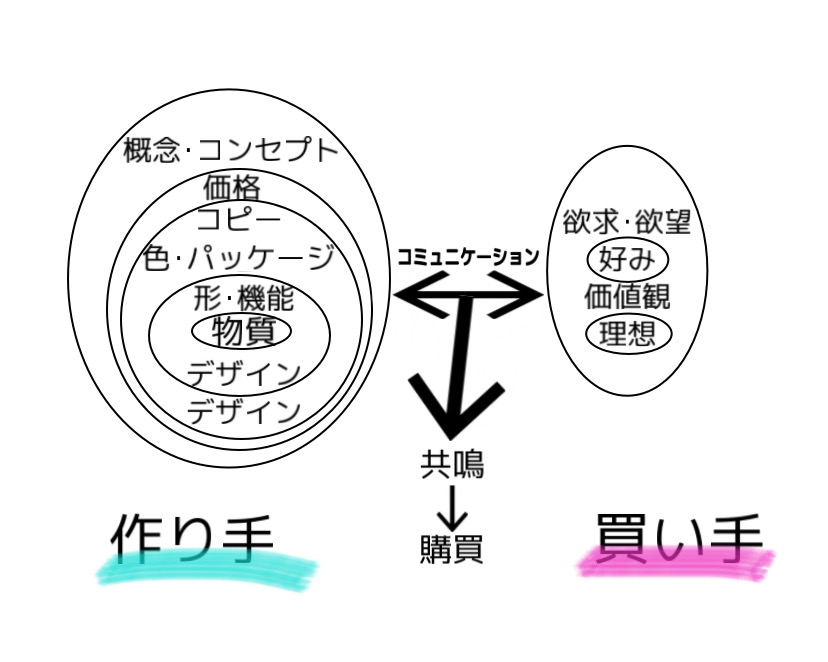 概念・コンセプト
価格
コピー
色・パッケージ
形・機能
物質
デザイン
デザイン
作り手
コミュニケーション
共鳴
購買
欲求・欲望
好み
価値観
理想
買い手